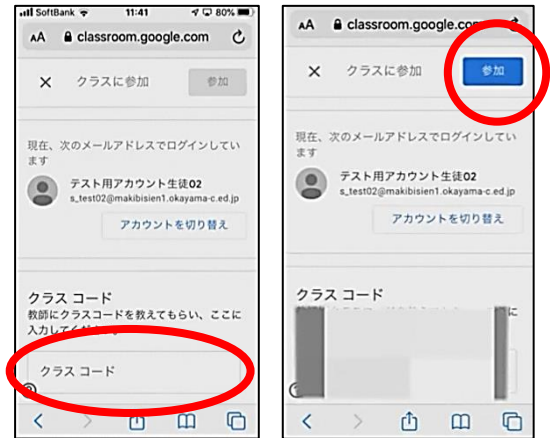 SoftBank 11:41 80%
AA classroom.google.com
クラスに参加 参加
現在、次のメールアドレスでログインしてい
ます
テスト用アカウント生徒02
s_test02@makibisien1.okayama-c.ed.jp
アカウントを切り替え
クラス コード
教師にクラスコードを教えてもらい、ここに
入力して
クラス コード
AA classroom.google.com
クラスに参加 参加
現在、次のメールアドレスでログインしてい
ます
テスト用アカウント生徒02
s_test02@makibisien1.okayama-c.ed.jp
アカウントを切り替え
クラス コード
に